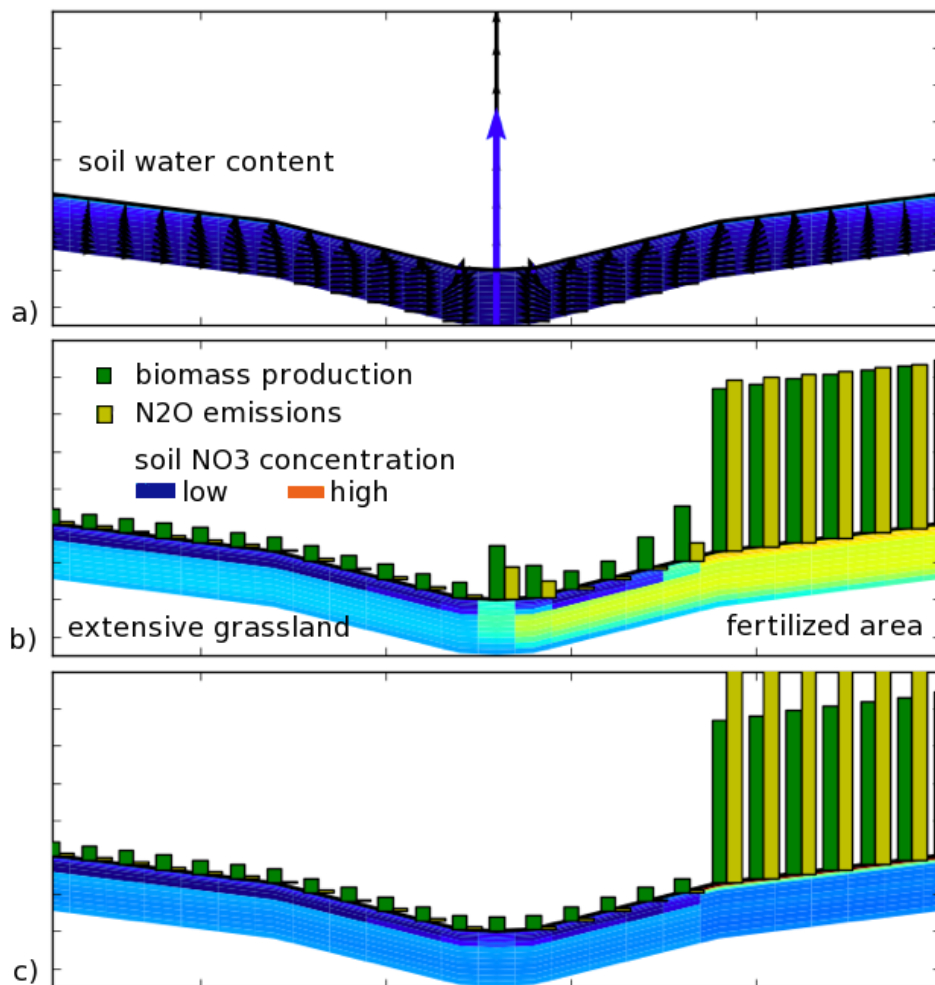 soil water content
a)
biomass production
N2O emissions
soil NO3 concentration
low high
extensive grassland fertilized area
b)
c)